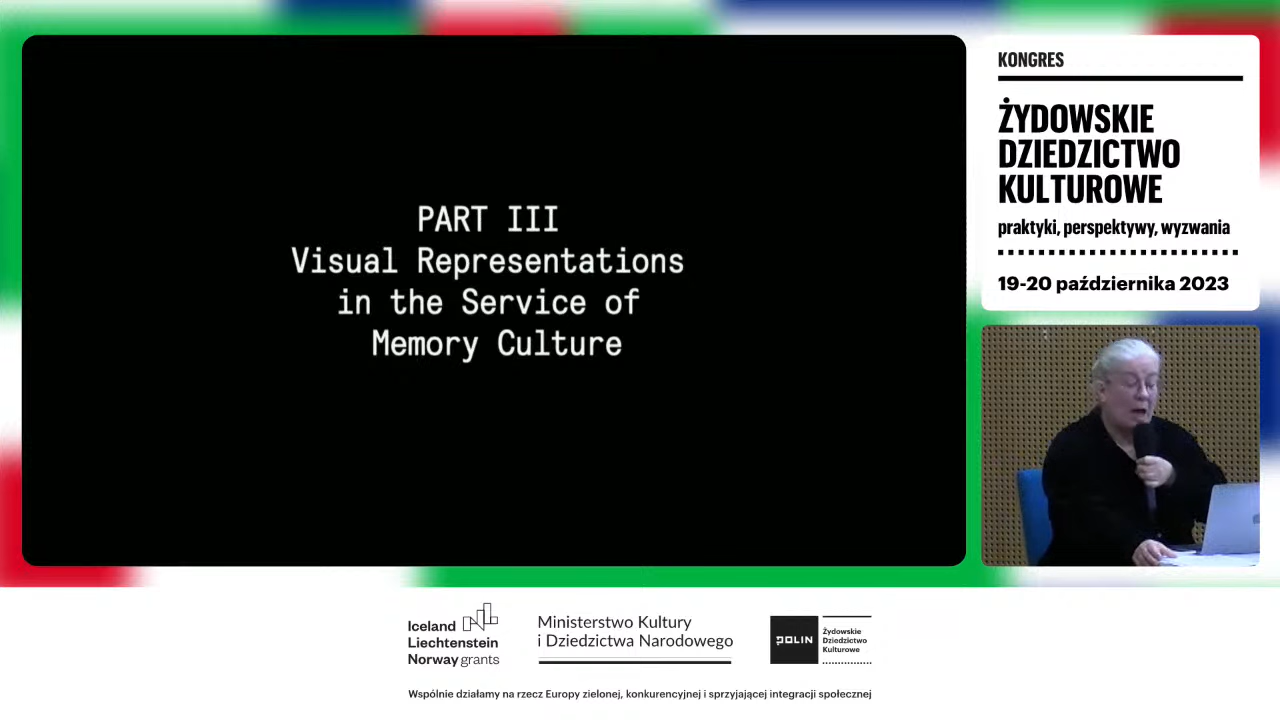 PART III
Visual Representations
in the Service of
Memory Culture
KONGRES
ŻYDOWSKIE
DZIEDZICTWO
KULTUROWE
praktyki, perspektywy, wyzwania
19-20 października 2023
Iceland
Liechtenstein
Norway grants
Ministerstwo Kultury
i Dziedzictwa Narodowego
POLIN
Żydowskie
Dziedzictwo
Kulturowe
Wspólnie działamy na rzecz Europy zielonej, konkurencyjnej i sprzyjającej integracji społecznej